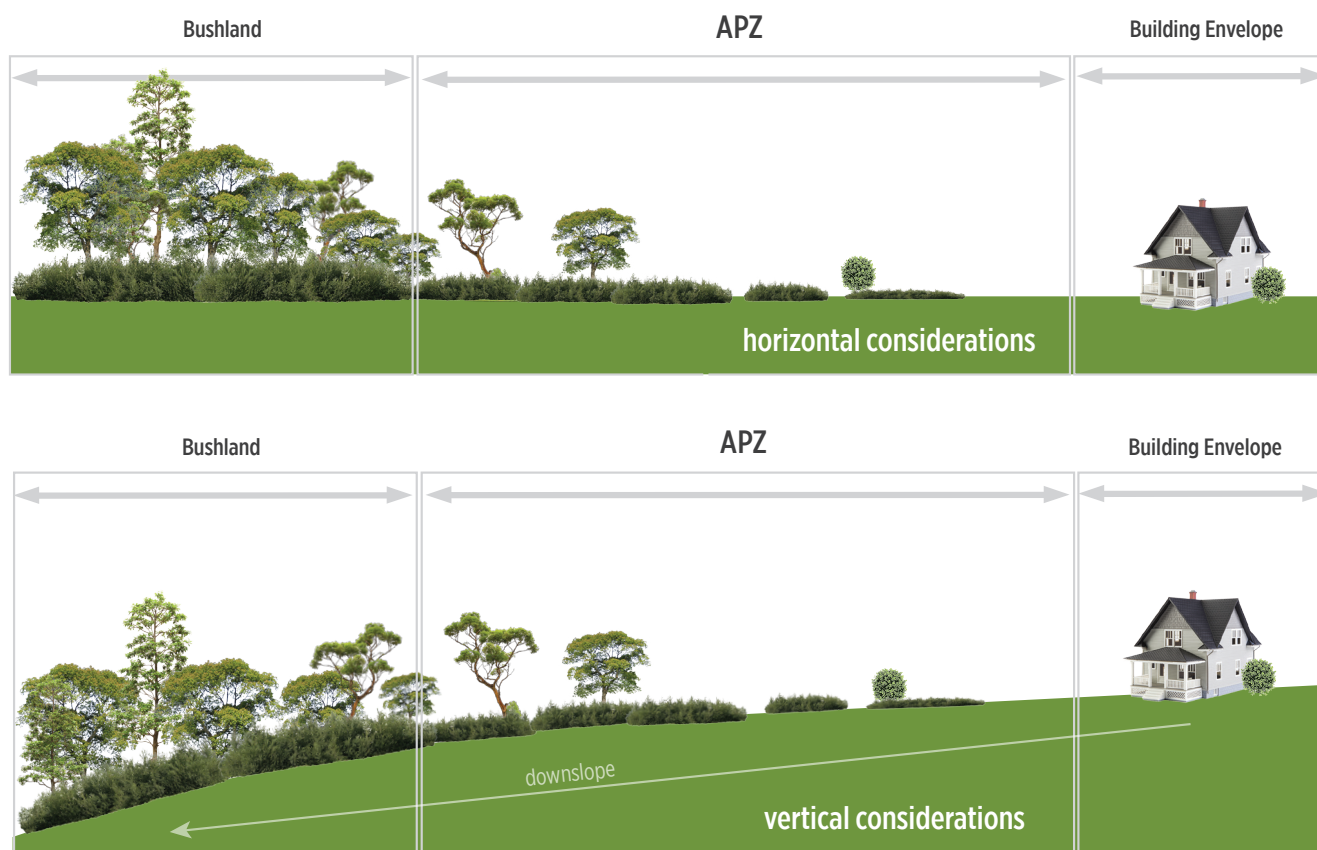 Bushland
APZ
Building Envelope
horizontal considerations
Bushland
APZ
Building Envelope
downslope
vertical considerations